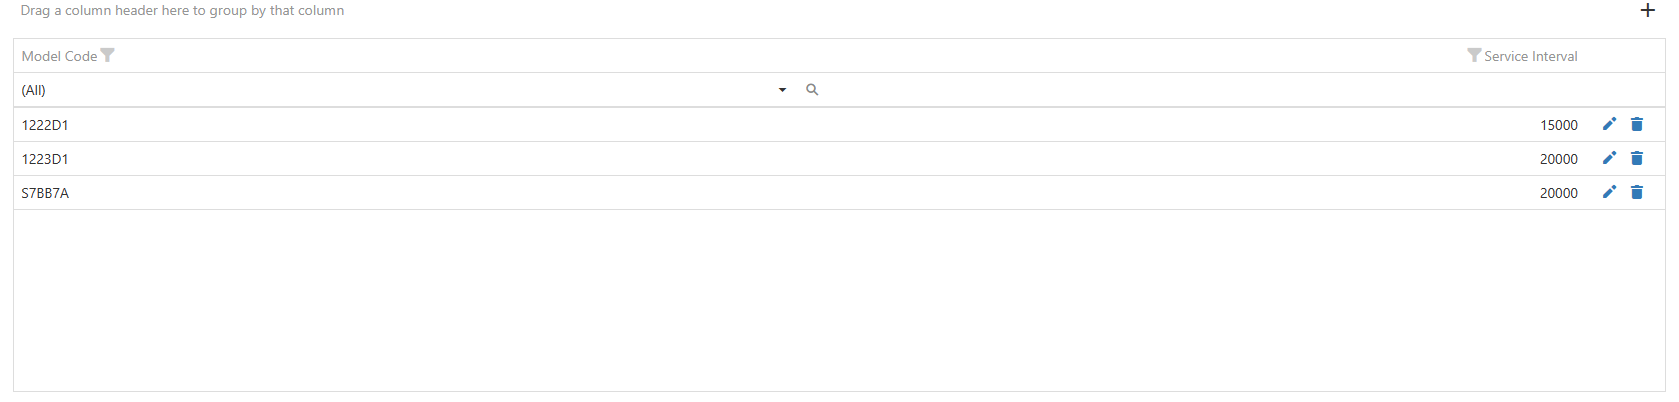 Drag a column header here to group by that column
Model Code Service Interval
(All)
1222D1 15000
1223D1 20000
S7BB7A 20000